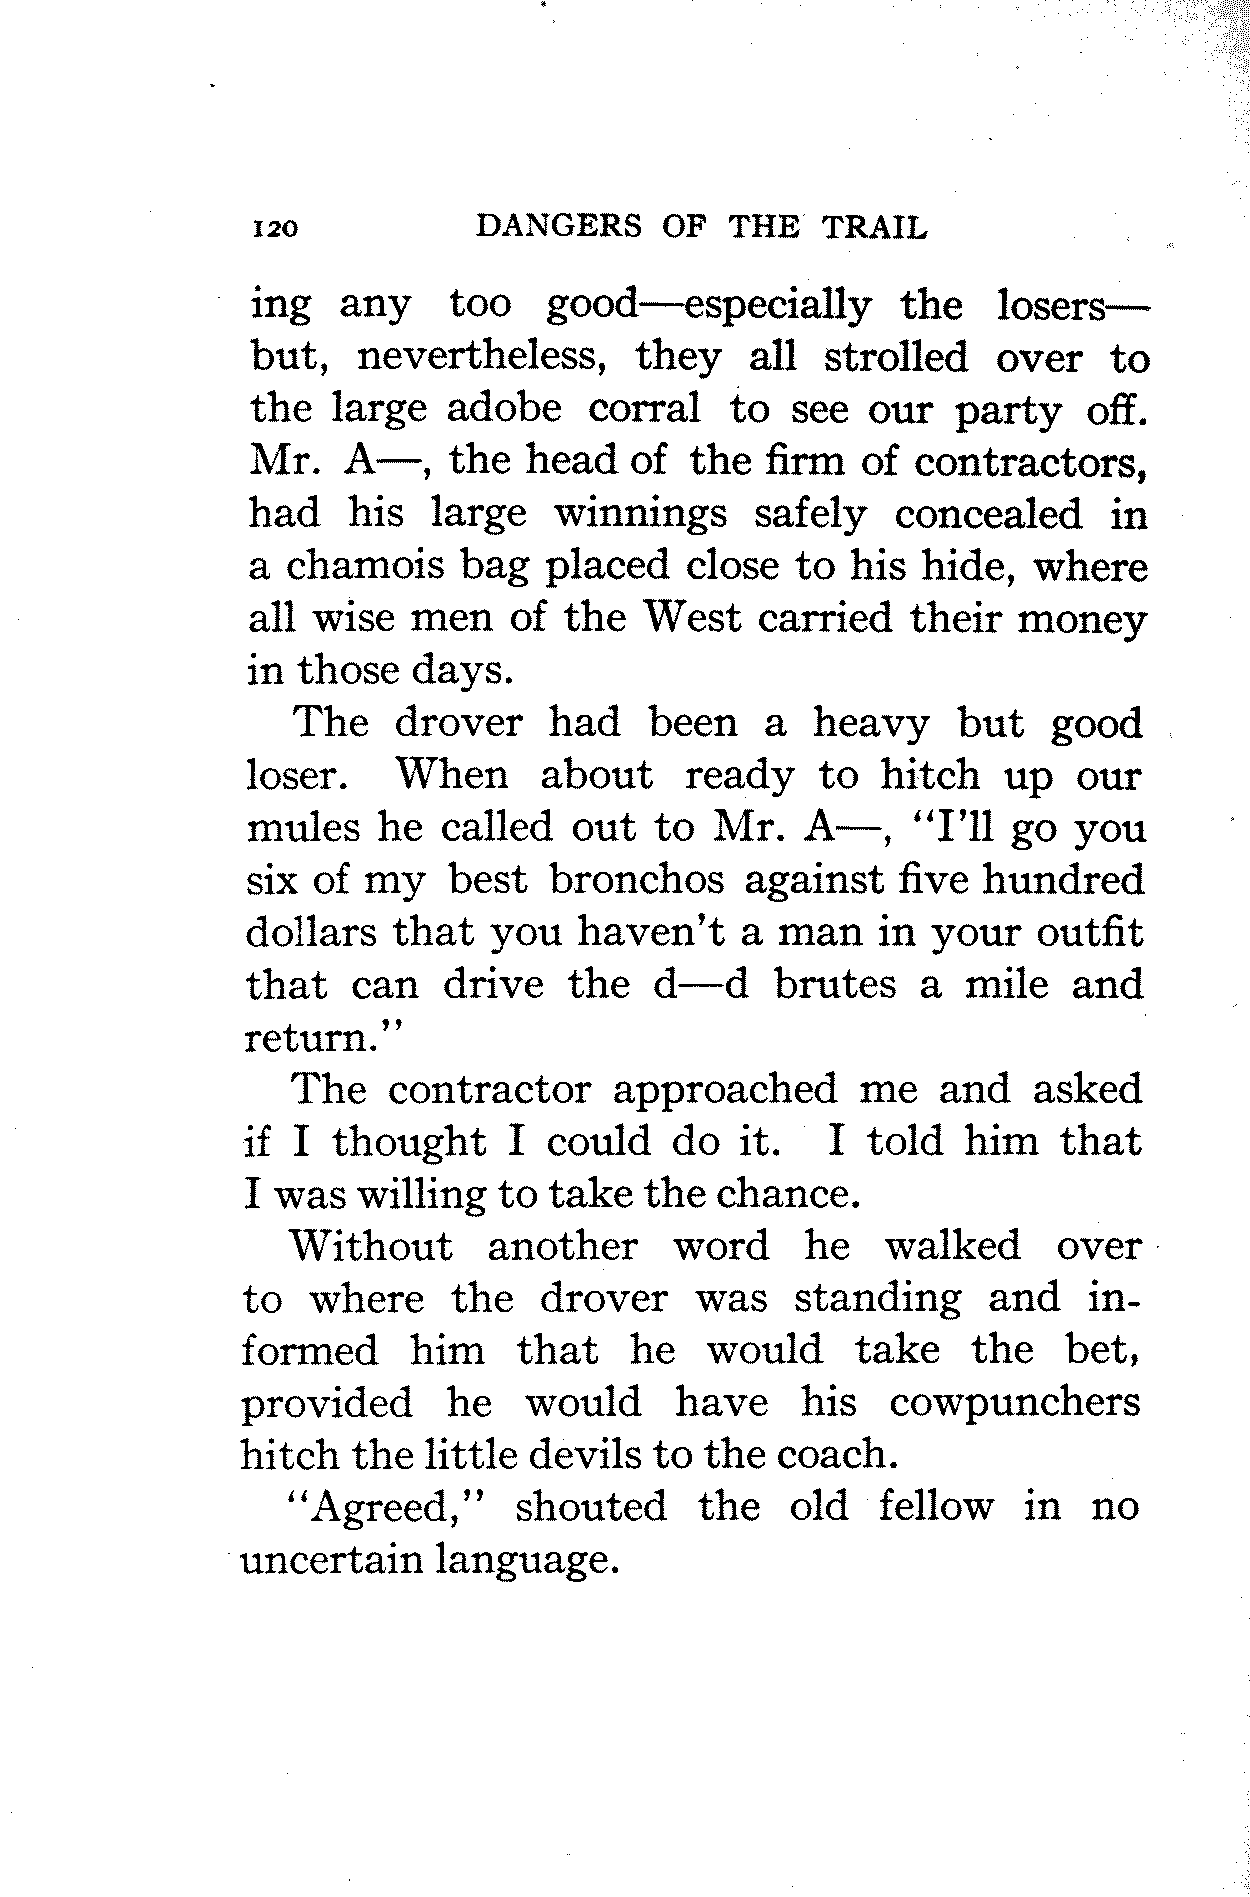 120 DANGERS OF THE TRAIL
ing any too good—especially the losers—
but, nevertheless, they all strolled over to
the large adobe corral to see our party off.
Mr. A—, the head of the firm of contractors,
had his large winnings safely concealed in
a chamois bag placed close to his hide, where
all wise men of the West carried their money
in those days.
The drover had been a heavy but good
loser. When about ready to hitch up our
mules he called out to Mr. A—, "I'll go you
six of my best bronchos against five hundred
dollars that you haven't a man in your outfit
that can drive the d—d brutes a mile and
return."
The contractor approached me and asked
if I thought I could do it. I told him that
I was willing to take the chance.
Without another word he walked over
to where the drover was standing and in-
formed him that he would take the bet,
provided he would have his cowpunchers
hitch the little devils to the coach.
"Agreed," shouted the old fellow in no
uncertain language.